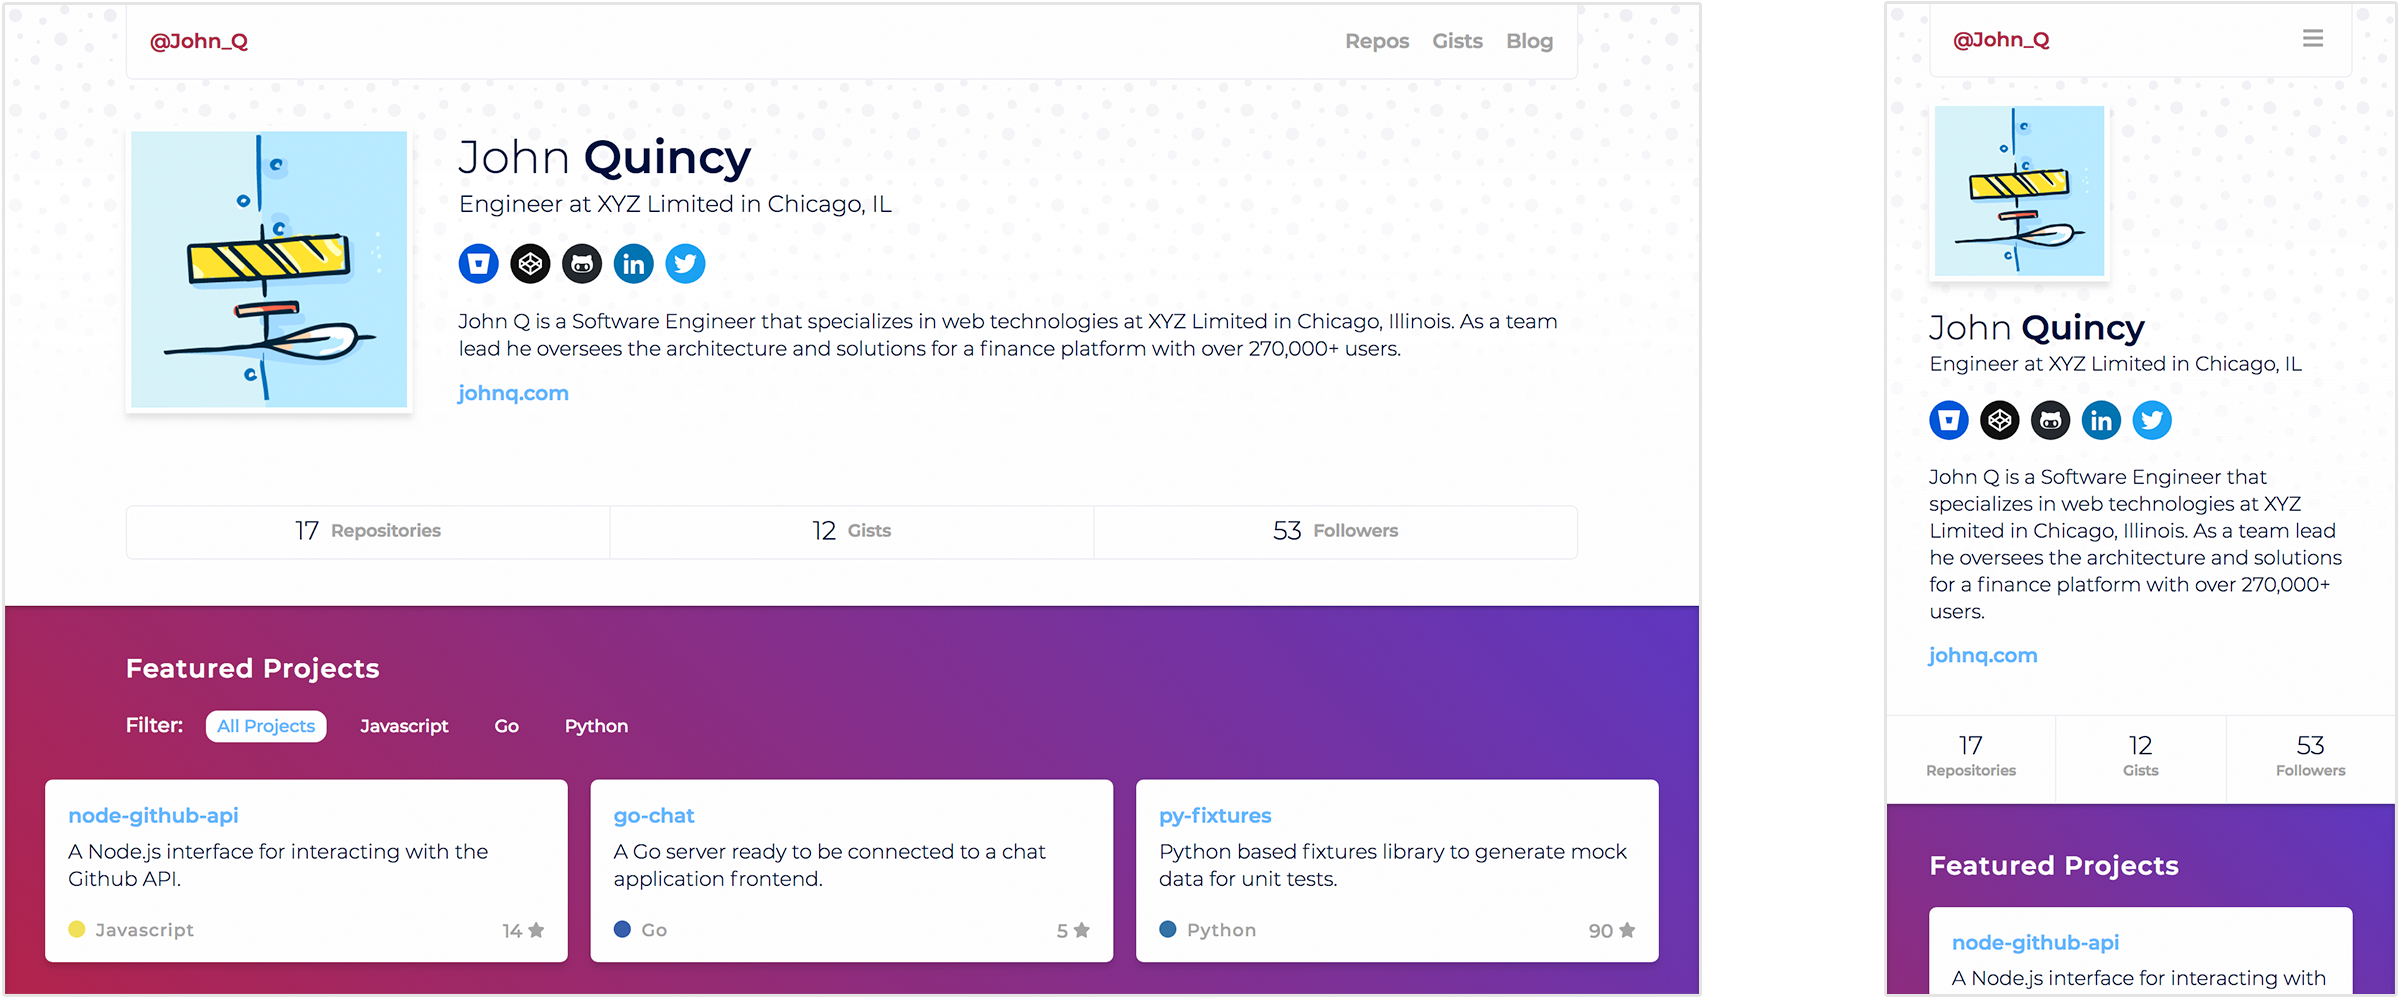 @John_Q
Repos Gists Blog
John Quincy
Engineer at XYZ Limited in Chicago, IL
in
John Q is a Software Engineer that specializes in web technologies at XYZ Limited in Chicago, Illinois. As a team
lead he oversees the architecture and solutions for a finance platform with over 270,000+ users.
johnq.com
17 Repositories
12 Gists
53 Followers
Featured Projects
Filter: All Projects Javascript Go Python
node-github-api
A Node.js interface for interacting with the
Github API.
Javascript 14
go-chat
A Go server ready to be connected to a chat
application frontend.
Go 5
py-fixtures
Python based fixtures library to generate mock
data for unit tests.
Python 90
@John_Q
John Quincy
Engineer at XYZ Limited in Chicago, IL
in
John Q is a Software Engineer that
specializes in web technologies at XYZ
Limited in Chicago, Illinois. As a team lead
he oversees the architecture and solutions
for a finance platform with over 270,000+
users.
johnq.com
17
Repositories
12
Gists
53
Followers
Featured Projects
node-github-api
A Node.js interface for interacting with